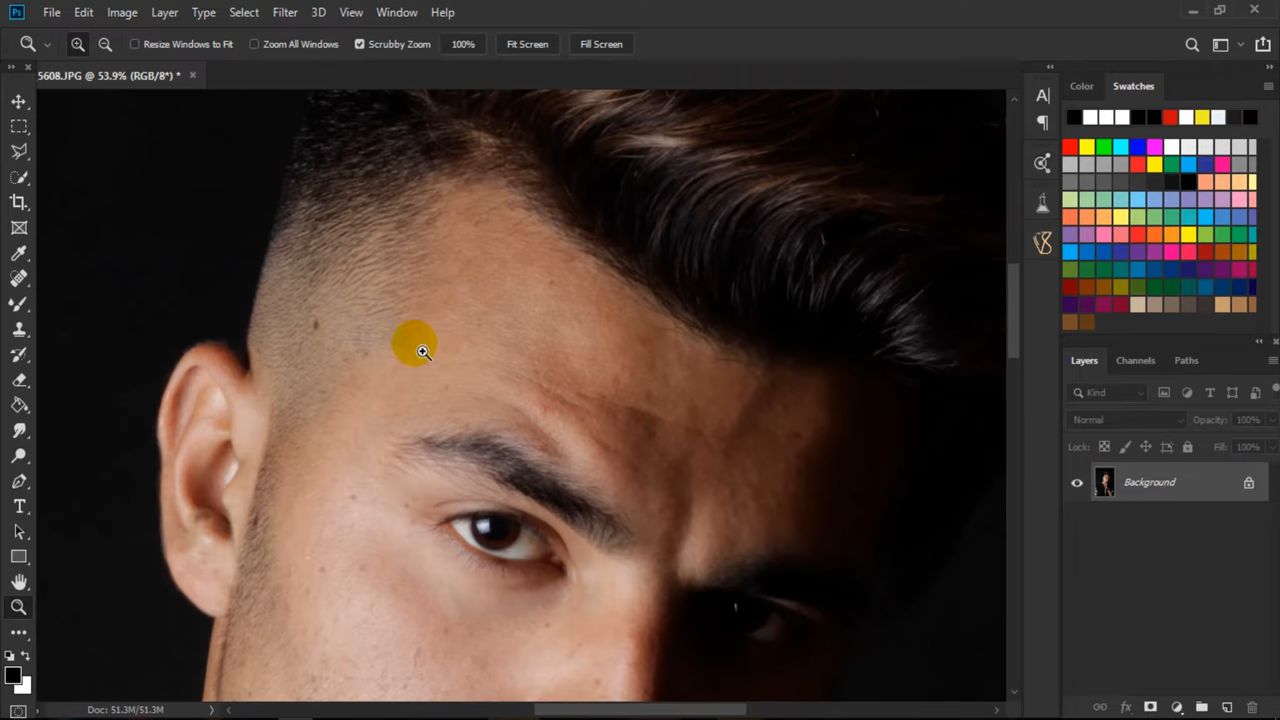 Ps File Edit Image Layer Type Select Filter 3D View Window Help
Resize Windows to Fit Zoom All Windows Scrubby Zoom 100% Fit Screen Fill Screen
5608.JPG @ 53.9% (RGB/8*) * ×
Color Swatches
Layers Channels Paths
Kind
Normal Opacity: 100%
Lock: Fill: 100%
Background
fx
Doc: 51.3M/51.3M